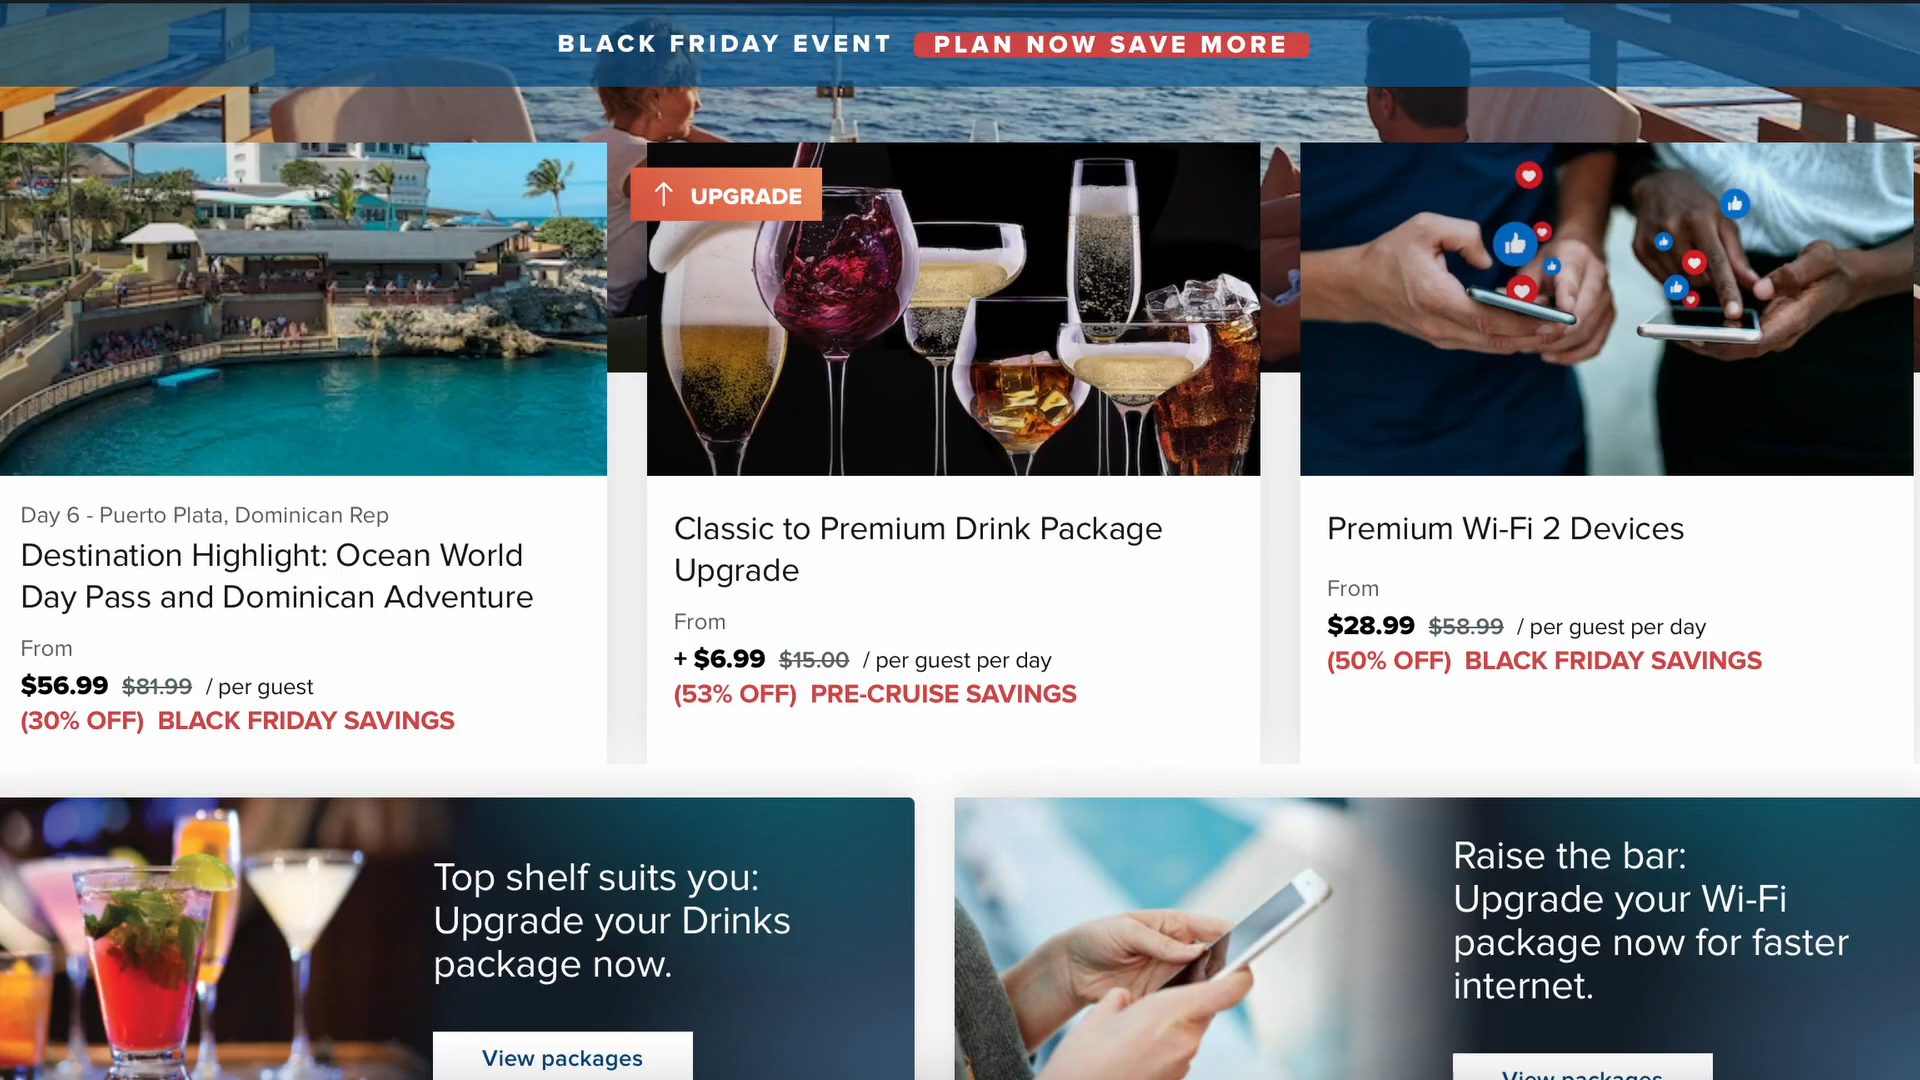 BLACK FRIDAY EVENT PLAN NOW SAVE MORE
Day 6 - Puerto Plata, Dominican Rep
Destination Highlight: Ocean World
Day Pass and Dominican Adventure
From
$56.99 $81.99 / per guest
(30% OFF) BLACK FRIDAY SAVINGS
↑ UPGRADE
Classic to Premium Drink Package
Upgrade
From
+ $6.99 $15.00 / per guest per day
(53% OFF) PRE-CRUISE SAVINGS
Premium Wi-Fi 2 Devices
From
$28.99 $58.99 / per guest per day
(50% OFF) BLACK FRIDAY SAVINGS
Top shelf suits you:
Upgrade your Drinks
package now.
View packages
Raise the bar:
Upgrade your Wi-Fi
package now for faster
internet.
View packages